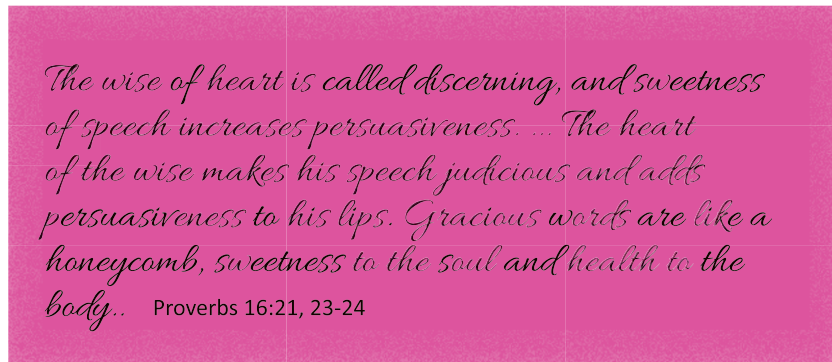 The wise of heart is called discerning, and sweetness
of speech increases persuasiveness. ... The heart
of the wise makes his speech judicious and adds
persuasiveness to his lips. Gracious words are like a
honeycomb, sweetness to the soul and health to the
body.. Proverbs 16:21, 23-24